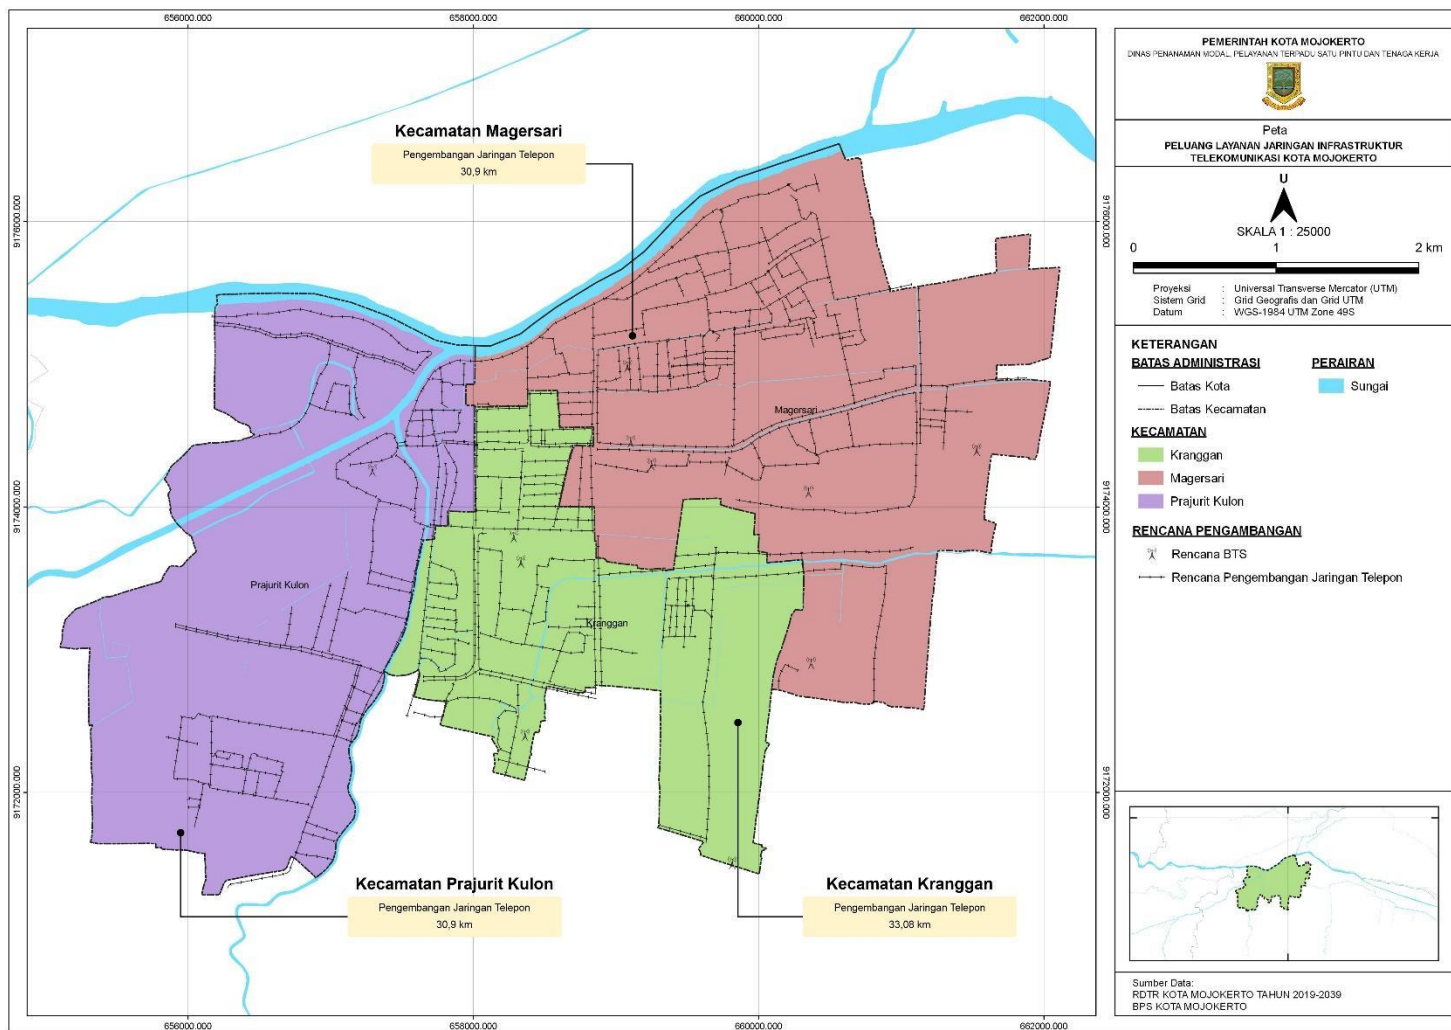 656000.000
658000.000
660000.000
662000.000
9176000.000
9174000.000
9172000.000
9176000.000
9174000.000
9172000.000
656000.000
658000.000
660000.000
662000.000
Kecamatan Magersari
Pengembangan Jaringan Telepon
30,9 km
Magersari
Prajurit Kulon
Kranggan
Kecamatan Prajurit Kulon
Pengembangan Jaringan Telepon
30,9 km
Kecamatan Kranggan
Pengembangan Jaringan Telepon
33,08 km
PEMERINTAH KOTA MOJOKERTO
DINAS PENANAMAN MODAL, PELAYANAN TERPADU SATU PINTU DAN TENAGA KERJA
Peta
PELUANG LAYANAN JARINGAN INFRASTRUKTUR
TELEKOMUNIKASI KOTA MOJOKERTO
U
SKALA 1 : 25000
0 1 2 km
Proyeksi : Universal Transverse Mercator (UTM)
Sistem Grid : Grid Geografis dan Grid UTM
Datum : WGS-1984 UTM Zone 49S
KETERANGAN
BATAS ADMINISTRASI PERAIRAN
Batas Kota Sungai
Batas Kecamatan
KECAMATAN
Kranggan
Magersari
Prajurit Kulon
RENCANA PENGAMBANGAN
Rencana BTS
Rencana Pengembangan Jaringan Telepon
Sumber Data:
RDTR KOTA MOJOKERTO TAHUN 2019-2039
BPS KOTA MOJOKERTO